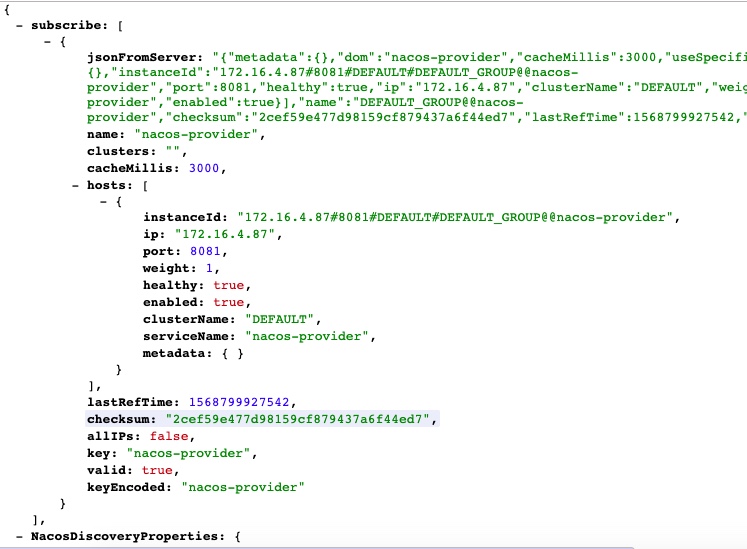 {
- subscribe: [
- {
jsonFromServer: "{"metadata":{},"dom":"nacos-provider","cacheMillis":3000,"useSpecifi
{},"instanceId":"172.16.4.87#8081#DEFAULT#DEFAULT_GROUP@@nacos-
provider","port":8081,"healthy":true,"ip":"172.16.4.87","clusterName":"DEFAULT","weig
provider","enabled":true}],"name":"DEFAULT_GROUP@@nacos-
provider","checksum":"2cef59e477d98159cf879437a6f44ed7","lastRefTime":1568799927542,"
name: "nacos-provider",
clusters: "",
cacheMillis: 3000,
- hosts: [
- {
instanceId: "172.16.4.87#8081#DEFAULT#DEFAULT_GROUP@@nacos-provider",
ip: "172.16.4.87",
port: 8081,
weight: 1,
healthy: true,
enabled: true,
clusterName: "DEFAULT",
serviceName: "nacos-provider",
metadata: { }
}
],
lastRefTime: 1568799927542,
checksum: "2cef59e477d98159cf879437a6f44ed7",
allIPs: false,
key: "nacos-provider",
valid: true,
keyEncoded: "nacos-provider"
}
],
- NacosDiscoveryProperties: {